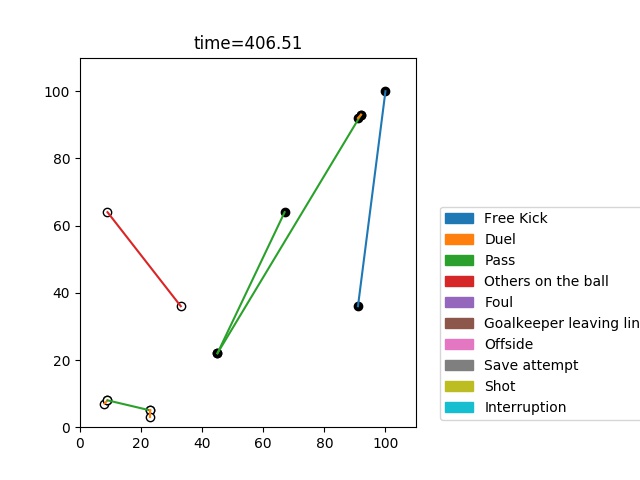 time=406.51
100
80
60
40
20
0
0 20 40 60 80 100
Free Kick
Duel
Pass
Others on the ball
Foul
Goalkeeper leaving lin
Offside
Save attempt
Shot
Interruption